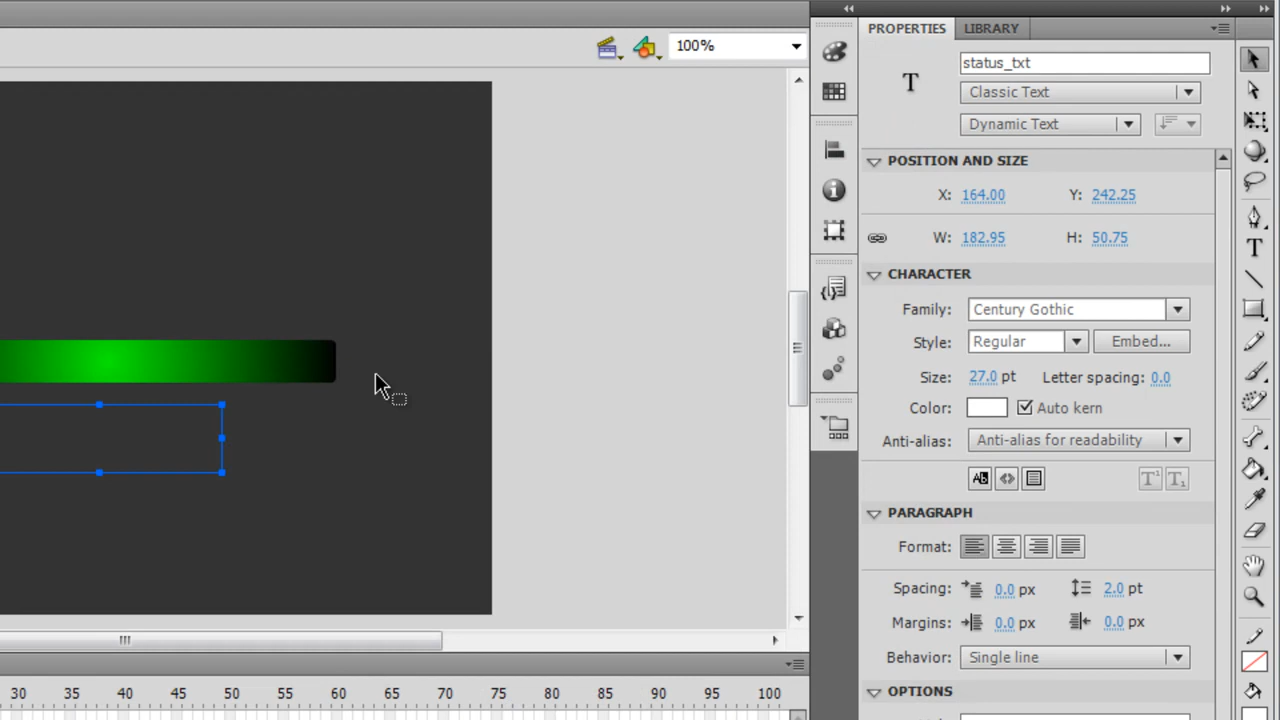 PROPERTIES LIBRARY
100%
T status_txt
Classic Text
Dynamic Text
POSITION AND SIZE
X: 164.00 Y: 242.25
W: 182.95 H: 50.75
CHARACTER
Family: Century Gothic
Style: Regular Embed...
Size: 27.0 pt Letter spacing: 0.0
Color: Auto kern
Anti-alias: Anti-alias for readability
PARAGRAPH
Format:
Spacing: 0.0 px 2.0 pt
Margins: 0.0 px 0.0 px
Behavior: Single line
OPTIONS
30 35 40 45 50 55 60 65 70 75 80 85 90 95 100